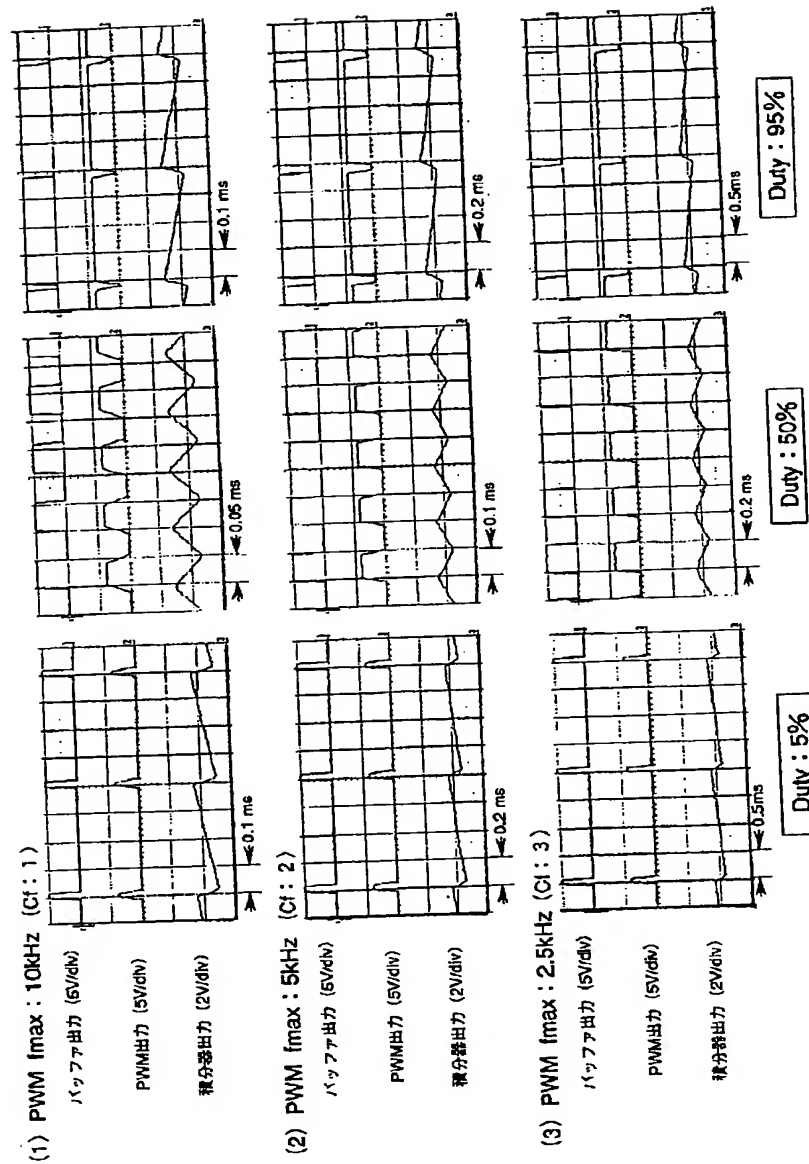 (1) PWM fmax : 10kHz (Cf : 1)
バッファ出力 (5V/div)
PWM出力 (5V/div)
積分器出力 (2V/div)
0.1 ms
0.05 ms
0.1 ms
(2) PWM fmax : 5kHz (Cf : 2)
バッファ出力 (5V/div)
PWM出力 (5V/div)
積分器出力 (2V/div)
0.2 ms
0.1 ms
0.2 ms
(3) PWM fmax : 2.5kHz (Cf : 3)
バッファ出力 (5V/div)
PWM出力 (5V/div)
積分器出力 (2V/div)
0.5ms
0.2 ms
0.5ms
Duty : 5%
Duty : 50%
Duty : 95%